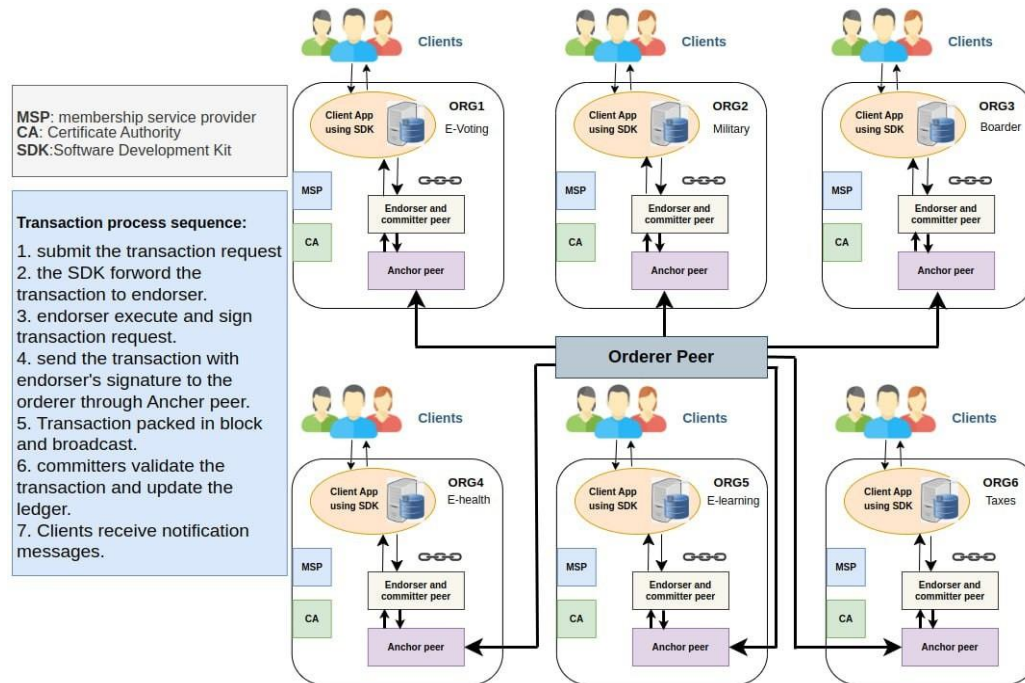 MSP: membership service provider
CA: Certificate Authority
SDK:Software Development Kit
Transaction process sequence:
1. submit the transaction request
2. the SDK forword the
transaction to endorser.
3. endorser execute and sign
transaction request.
4. send the transaction with
endorser's signature to the
orderer through Ancher peer.
5. Transaction packed in block
and broadcast.
6. committers validate the
transaction and update the
ledger.
7. Clients receive notification
messages.
Clients
ORG1
E-Voting
Client App
using SDK
MSP
CA
Endorser and
committer peer
Anchor peer
Clients
ORG2
Military
Client App
using SDK
MSP
CA
Endorser and
committer peer
Anchor peer
Clients
ORG3
Boarder
Client App
using SDK
MSP
CA
Endorser and
committer peer
Anchor peer
Orderer Peer
Clients
ORG4
E-health
Client App
using SDK
MSP
CA
Endorser and
committer peer
Anchor peer
Clients
ORG5
E-learning
Client App
using SDK
MSP
CA
Endorser and
committer peer
Anchor peer
Clients
ORG6
Taxes
Client App
using SDK
MSP
CA
Endorser and
committer peer
Anchor peer